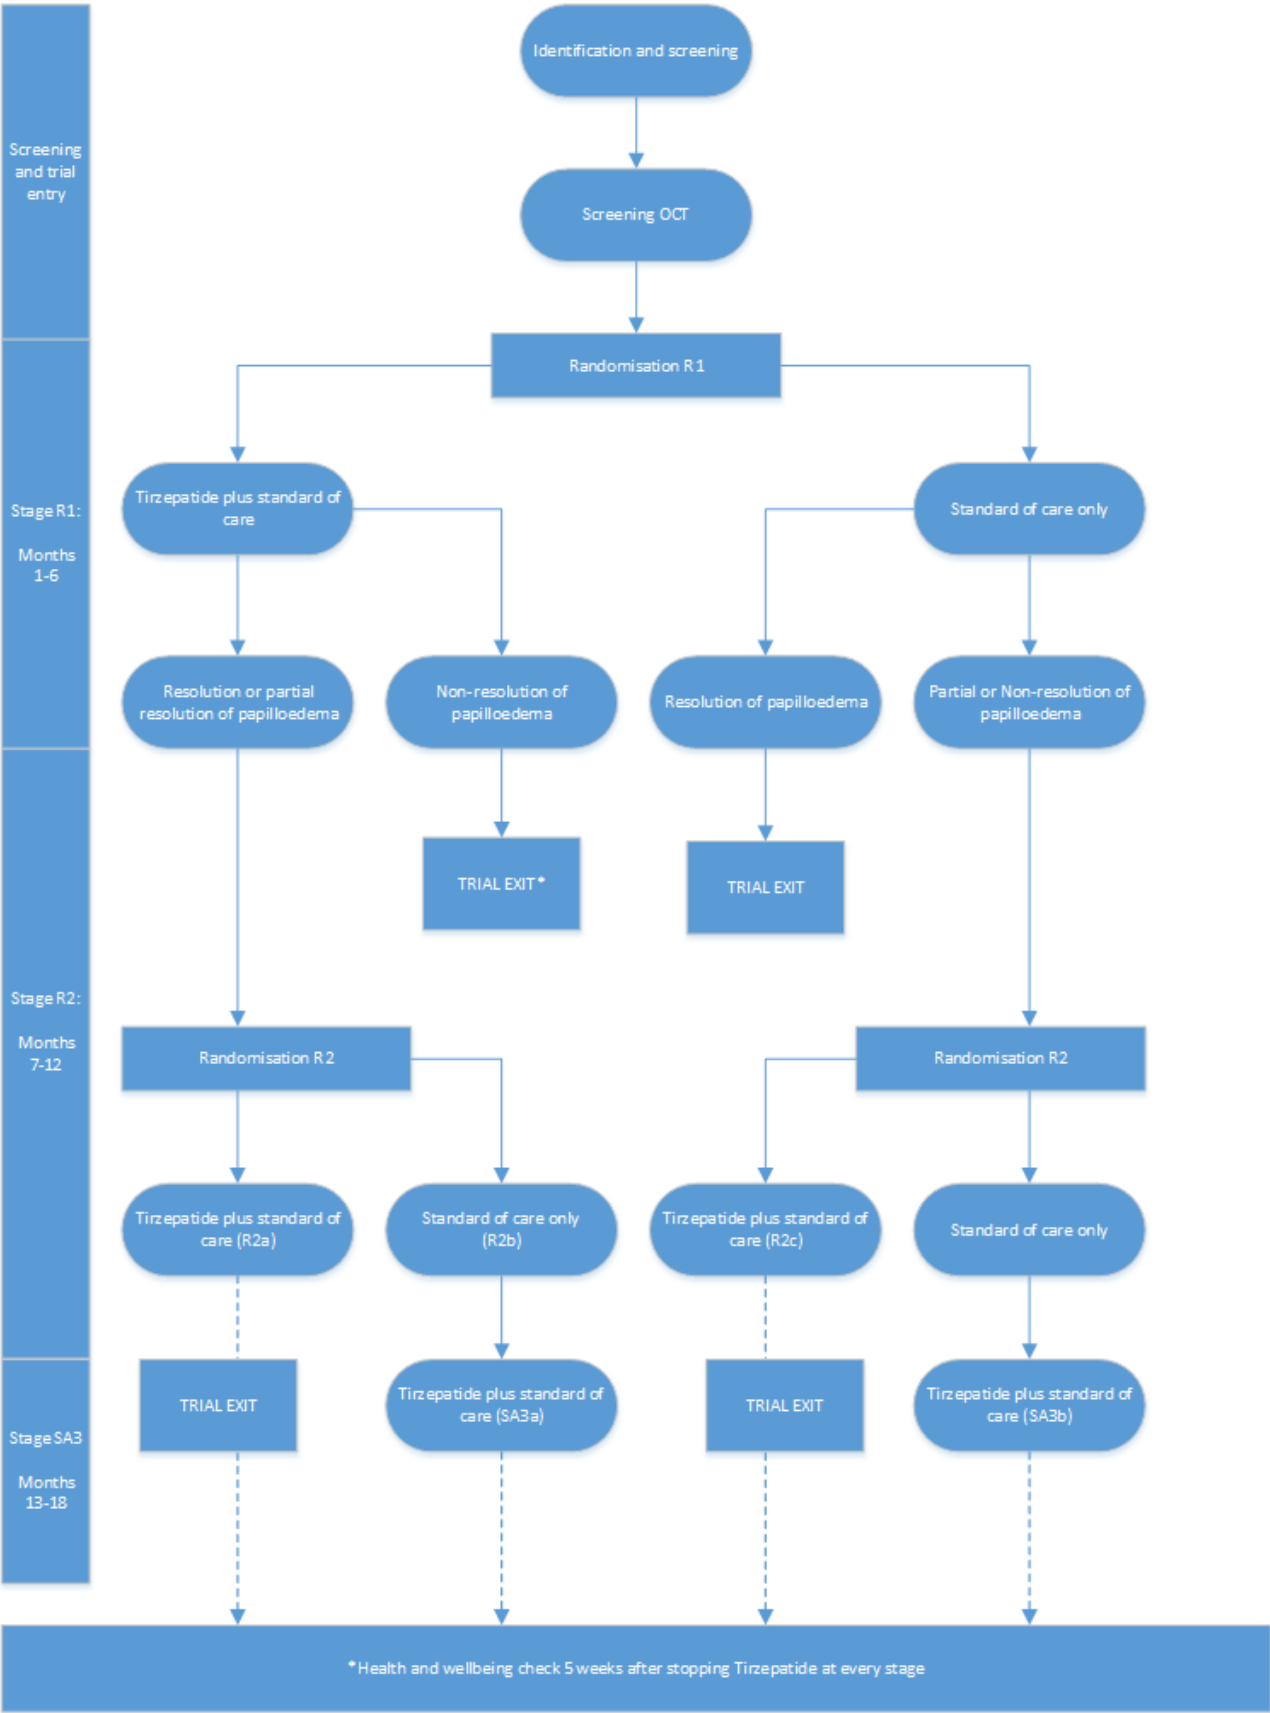 Identification and screening
Screening
and trial
entry
Screening OCT
Randomisation R1
Stage R1:
Months
1-6
Tirzepatide plus standard of
care
Standard of care only
Resolution or partial
resolution of papilloedema
Non-resolution of
papilloedema
Resolution of papilloedema
Partial or Non-resolution of
papilloedema
TRIAL EXIT*
TRIAL EXIT
Stage R2:
Months
7-12
Randomisation R2
Randomisation R2
Tirzepatide plus standard of
care (R2a)
Standard of care only
(R2b)
Tirzepatide plus standard of
care (R2c)
Standard of care only
Stage SA3
Months
13-18
TRIAL EXIT
Tirzepatide plus standard of
care (SA3a)
TRIAL EXIT
Tirzepatide plus standard of
care (SA3b)
*Health and wellbeing check 5 weeks after stopping Tirzepatide at every stage